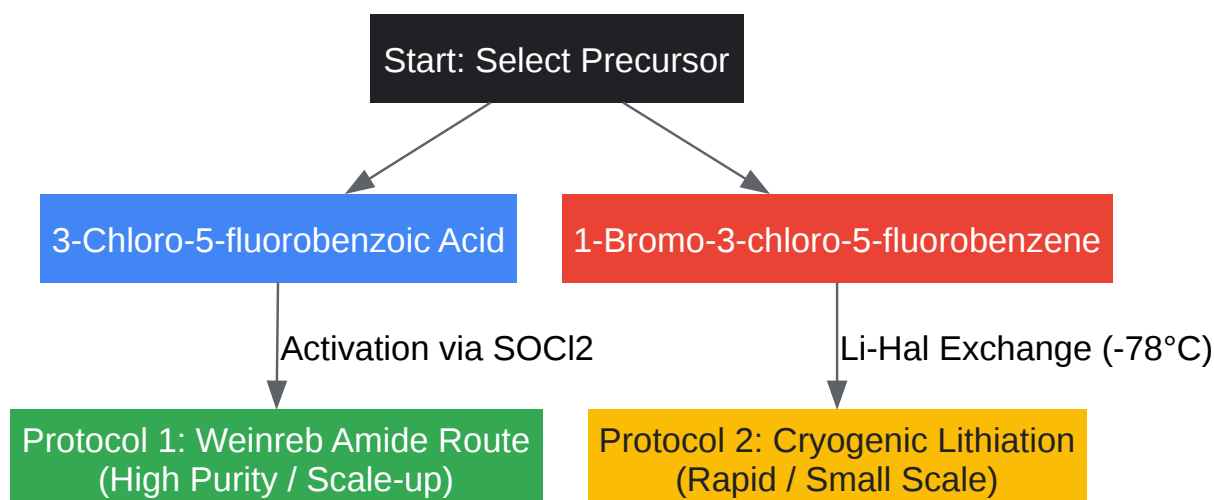 Start: Select Precursor
3-Chloro-5-fluorobenzoic Acid
1-Bromo-3-chloro-5-fluorobenzene
Activation via SOCl2
Li-Hal Exchange (-78°C)
Protocol 1: Weinreb Amide Route
(High Purity / Scale-up)
Protocol 2: Cryogenic Lithiation
(Rapid / Small Scale)